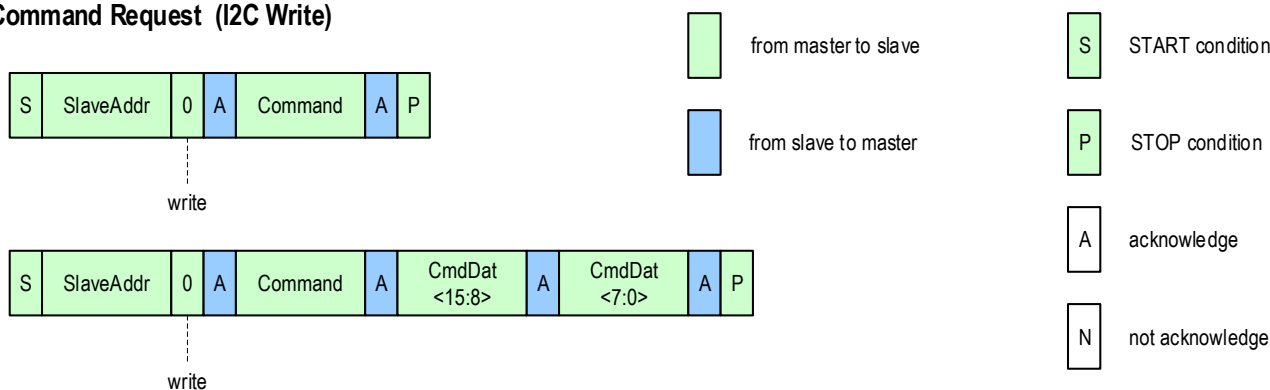 Command Request (I2C Write)
from master to slave
S
START condition
S
SlaveAddr
0
A
Command
A
P
from slave to master
P
STOP condition
write
A
acknowledge
S
SlaveAddr
0
A
Command
A
CmdDat
<15:8>
A
CmdDat
<7:0>
A
P
N
not acknowledge
write